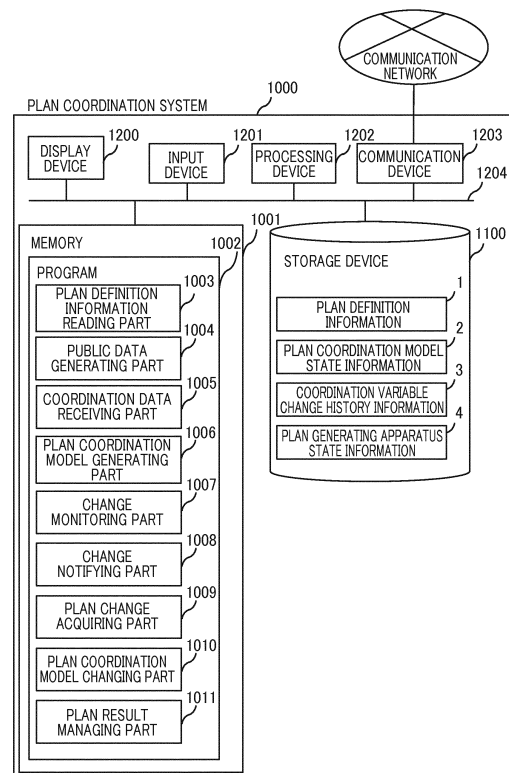 COMMUNICATION
NETWORK
PLAN COORDINATION SYSTEM
1000
1200
1201
1202
1203
DISPLAY
DEVICE
INPUT
DEVICE
PROCESSING
DEVICE
COMMUNICATION
DEVICE
1204
1001
1100
MEMORY
1002
PROGRAM
1003
PLAN DEFINITION
INFORMATION
READING PART
1004
PUBLIC DATA
GENERATING PART
1005
COORDINATION DATA
RECEIVING PART
1006
PLAN COORDINATION
MODEL GENERATING
PART
1007
CHANGE
MONITORING PART
1008
CHANGE
NOTIFYING PART
1009
PLAN CHANGE
ACQUIRING PART
1010
PLAN COORDINATION
MODEL CHANGING PART
1011
PLAN RESULT
MANAGING PART
STORAGE DEVICE
1
PLAN DEFINITION
INFORMATION
2
PLAN COORDINATION MODEL
STATE INFORMATION
3
COORDINATION VARIABLE
CHANGE HISTORY INFORMATION
4
PLAN GENERATING APPARATUS
STATE INFORMATION